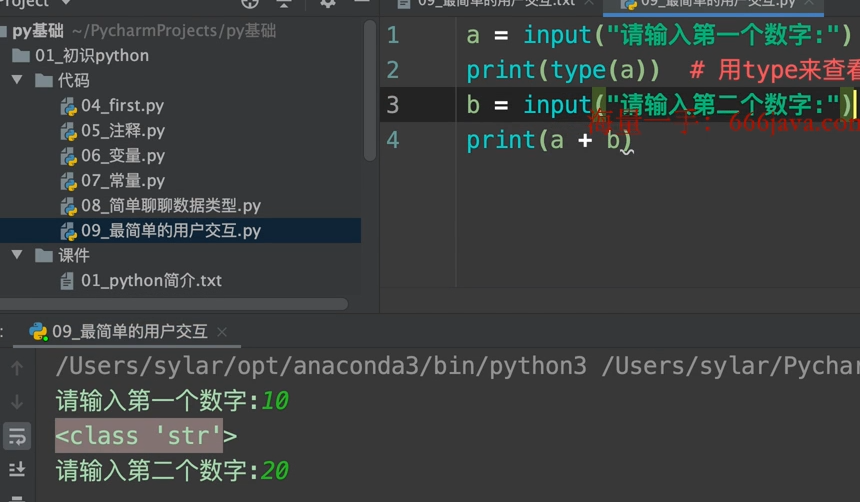 Project
09_最简单的用户交互.txt
09_最简单的用户交互.py
py基础 ~/PycharmProjects/py基础
01_初识python
代码
04_first.py
05_注释.py
06_变量.py
07_常量.py
08_简单聊聊数据类型.py
09_最简单的用户交互.py
课件
01_python简介.txt
1 a = input("请输入第一个数字:")
2 print(type(a)) # 用type来查看
3 b = input("请输入第二个数字:")
4 print(a + b)
海量一手：666java.com
: 09_最简单的用户交互
/Users/sylar/opt/anaconda3/bin/python3 /Users/sylar/Pychar
请输入第一个数字:10
<class 'str'>
请输入第二个数字:20